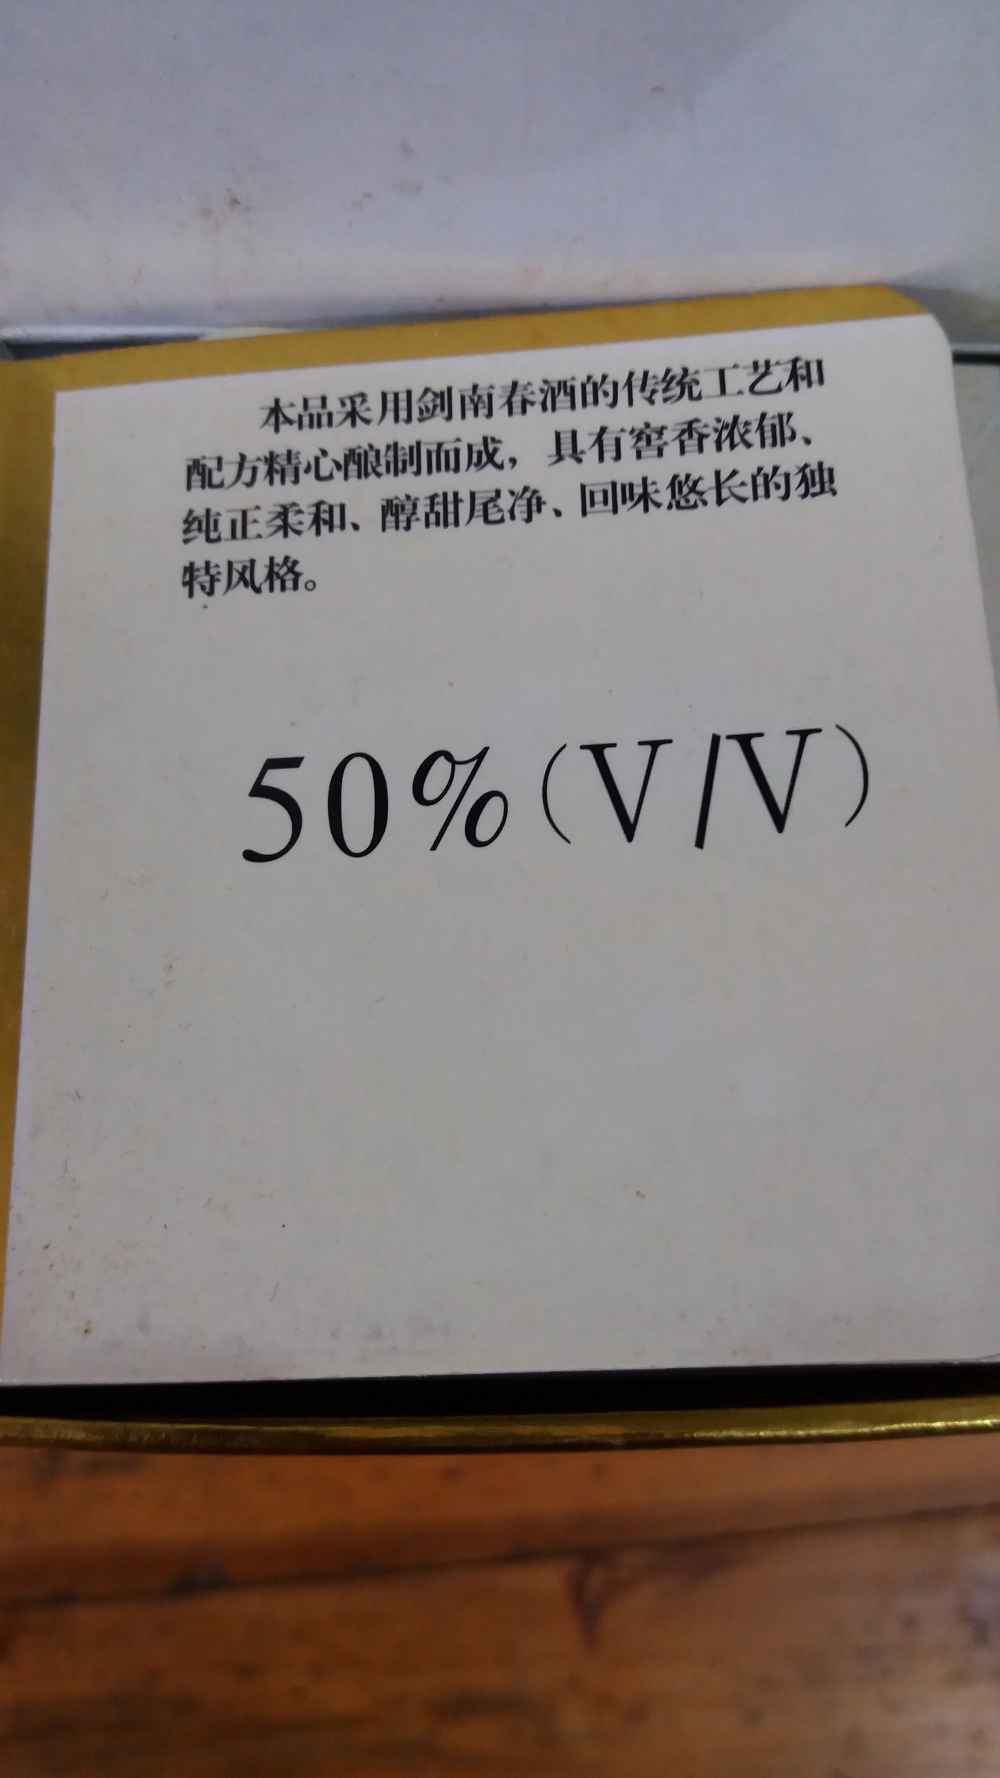 本品采用剑南春酒的传统工艺和
配方精心酿制而成，具有窖香浓郁、
纯正柔和、醇甜尾净、回味悠长的独
特风格。
50%(V/V)